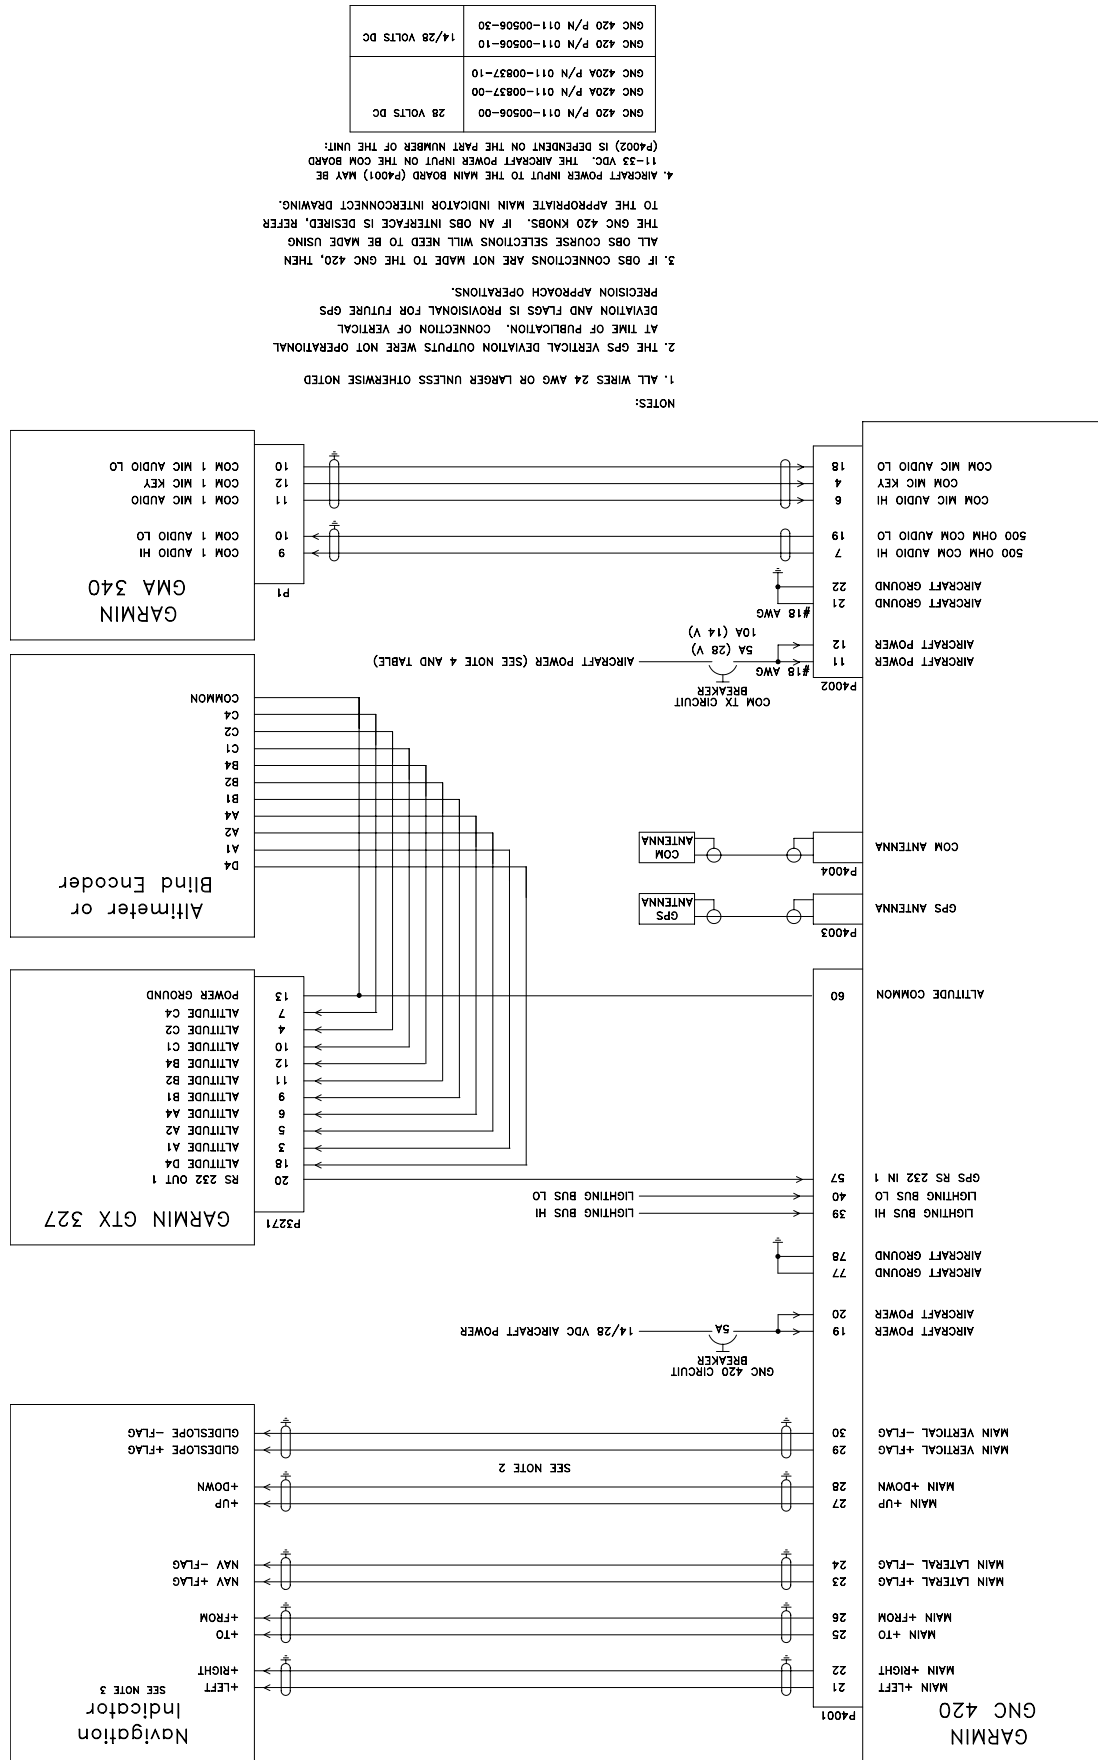 GARMIN
GNC 420
P4001
MAIN +LEFT 21
MAIN +RIGHT 22
MAIN +TO 25
MAIN +FROM 26
MAIN LATERAL +FLAG 23
MAIN LATERAL -FLAG 24
MAIN +UP 27
MAIN +DOWN 28
MAIN VERTICAL +FLAG 29
MAIN VERTICAL -FLAG 30
SEE NOTE 2
Navigation
Indicator
SEE NOTE 3
+LEFT
+RIGHT
+TO
+FROM
NAV +FLAG
NAV -FLAG
+UP
+DOWN
GLIDESLOPE +FLAG
GLIDESLOPE -FLAG
GNC 420 CIRCUIT
BREAKER
AIRCRAFT POWER 19
5A
14/28 VDC AIRCRAFT POWER
AIRCRAFT POWER 20
AIRCRAFT GROUND 77
AIRCRAFT GROUND 78
LIGHTING BUS HI 39
LIGHTING BUS HI
LIGHTING BUS LO 40
LIGHTING BUS LO
GPS RS 232 IN 1 57
ALTITUDE COMMON 60
P3271
GARMIN GTX 327
20 RS 232 OUT 1
18 ALTITUDE D4
3 ALTITUDE A1
5 ALTITUDE A2
6 ALTITUDE A4
9 ALTITUDE B1
11 ALTITUDE B2
12 ALTITUDE B4
10 ALTITUDE C1
4 ALTITUDE C2
7 ALTITUDE C4
13 POWER GROUND
P4003
GPS ANTENNA
GPS
ANTENNA
P4004
COM ANTENNA
COM
ANTENNA
Altimeter or
Blind Encoder
D4
A1
A2
A4
B1
B2
B4
C1
C2
C4
COMMON
COM TX CIRCUIT
BREAKER
P4002
AIRCRAFT POWER 11
#18 AWG
5A (28 V)
10A (14 V)
AIRCRAFT POWER (SEE NOTE 4 AND TABLE)
AIRCRAFT POWER 12
AIRCRAFT GROUND 21
#18 AWG
AIRCRAFT GROUND 22
500 OHM COM AUDIO HI 7
500 OHM COM AUDIO LO 19
COM MIC AUDIO HI 6
COM MIC KEY 4
COM MIC AUDIO LO 18
GARMIN
GMA 340
P1
9 COM 1 AUDIO HI
10 COM 1 AUDIO LO
11 COM 1 MIC AUDIO
12 COM 1 MIC KEY
10 COM 1 MIC AUDIO LO
NOTES:
1. ALL WIRES 24 AWG OR LARGER UNLESS OTHERWISE NOTED
2. THE GPS VERTICAL DEVIATION OUTPUTS WERE NOT OPERATIONAL
AT TIME OF PUBLICATION. CONNECTION OF VERTICAL
DEVIATION AND FLAGS IS PROVISIONAL FOR FUTURE GPS
PRECISION APPROACH OPERATIONS.
3. IF OBS CONNECTIONS ARE NOT MADE TO THE GNC 420, THEN
ALL OBS COURSE SELECTIONS WILL NEED TO BE MADE USING
THE GNC 420 KNOBS. IF AN OBS INTERFACE IS DESIRED, REFER
TO THE APPROPRIATE MAIN INDICATOR INTERCONNECT DRAWING.
4. AIRCRAFT POWER INPUT TO THE MAIN BOARD (P4001) MAY BE
11-33 VDC. THE AIRCRAFT POWER INPUT ON THE COM BOARD
(P4002) IS DEPENDENT ON THE PART NUMBER OF THE UNIT:
GNC 420 P/N 011-00506-00 28 VOLTS DC
GNC 420A P/N 011-00837-00
GNC 420A P/N 011-00837-10
GNC 420 P/N 011-00506-10 14/28 VOLTS DC
GNC 420 P/N 011-00506-30